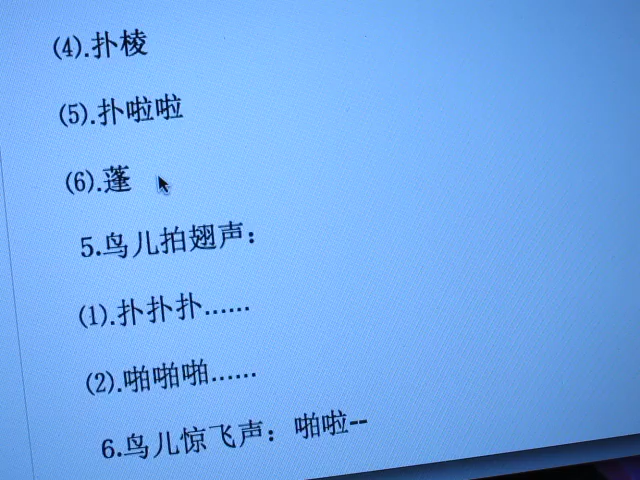 (4).扑棱
(5).扑啦啦
(6).蓬
5.鸟儿拍翅声：
(1).扑扑扑……
(2).啪啪啪……
6.鸟儿惊飞声：啪啦--